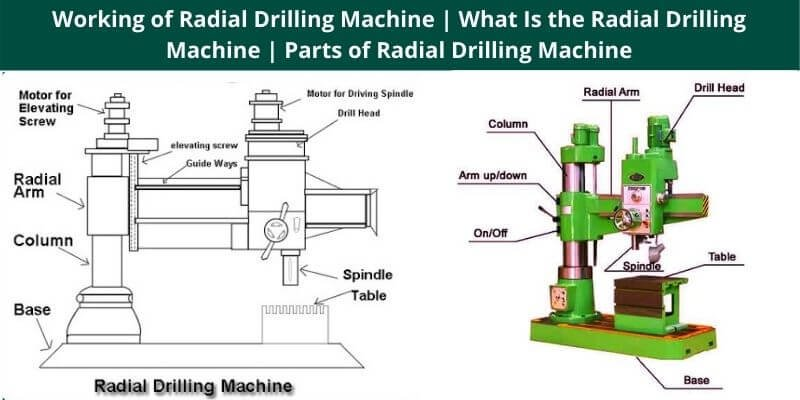 Working of Radial Drilling Machine | What Is the Radial Drilling
Machine | Parts of Radial Drilling Machine
Motor for
Elevating
Screw
Motor for Driving Spindle
Drill Head
elevating screw
Guide Ways
Radial
Arm
Column
Spindle
Table
Base
Radial Drilling Machine
Radial Arm
Drill Head
Column
Arm up/down
On/Off
Spindle
Table
Base